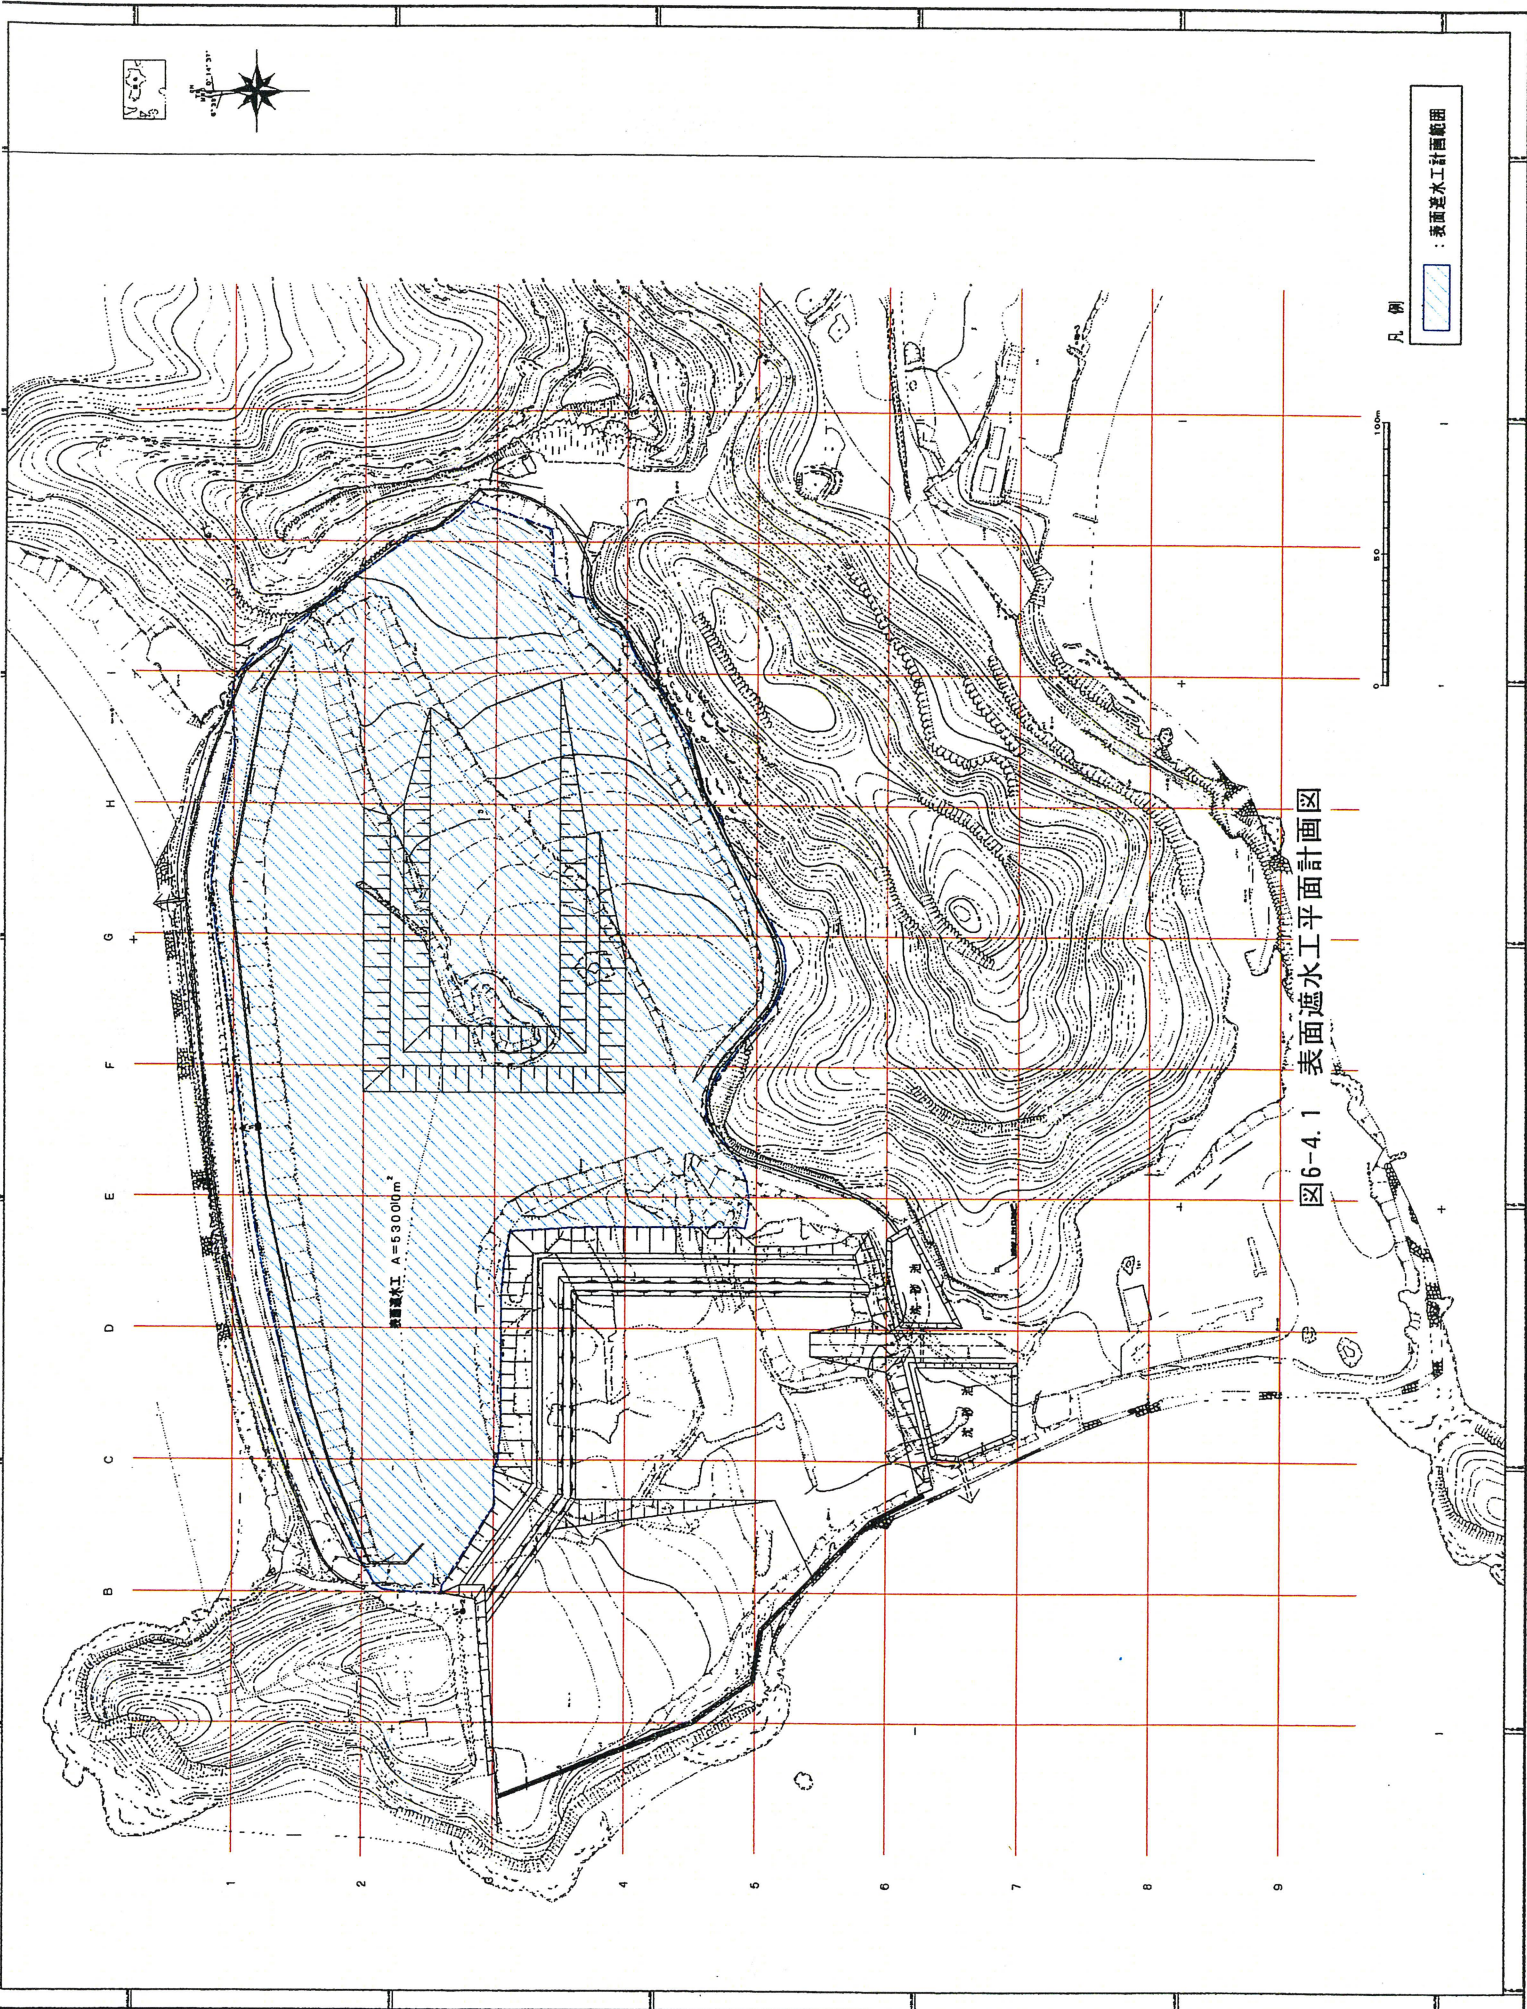 図6-4.1 表面遮水工平面計画図
凡 例
：表面遮水工計画範囲
0 50 100m
表面遮水工 A=53000m²
沈 砂 池
沈 砂 池
B C D E F G H I
1 2 3 4 5 6 7 8 9